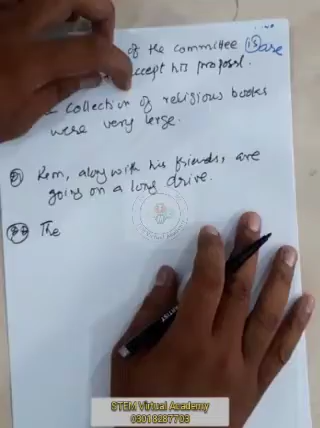 of the committee is are
accept his proposal.
collection of religious books
were very large.
Ram, along with his friends, are
going on a long drive.
The
STEM Virtual Academy
03018287703